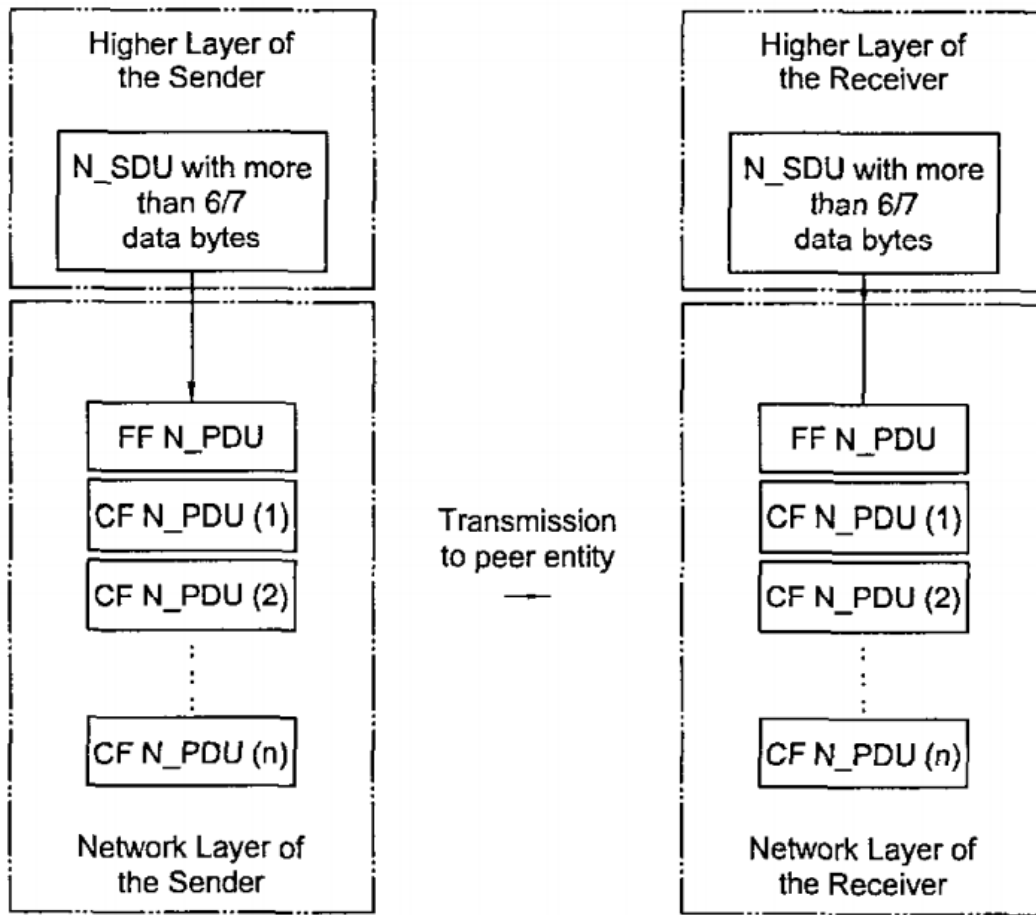 Higher Layer of
the Sender
N_SDU with more
than 6/7
data bytes
FF N_PDU
CF N_PDU (1)
CF N_PDU (2)
CF N_PDU (n)
Network Layer of
the Sender
Transmission
to peer entity
Higher Layer of
the Receiver
N_SDU with more
than 6/7
data bytes
FF N_PDU
CF N_PDU (1)
CF N_PDU (2)
CF N_PDU (n)
Network Layer of
the Receiver